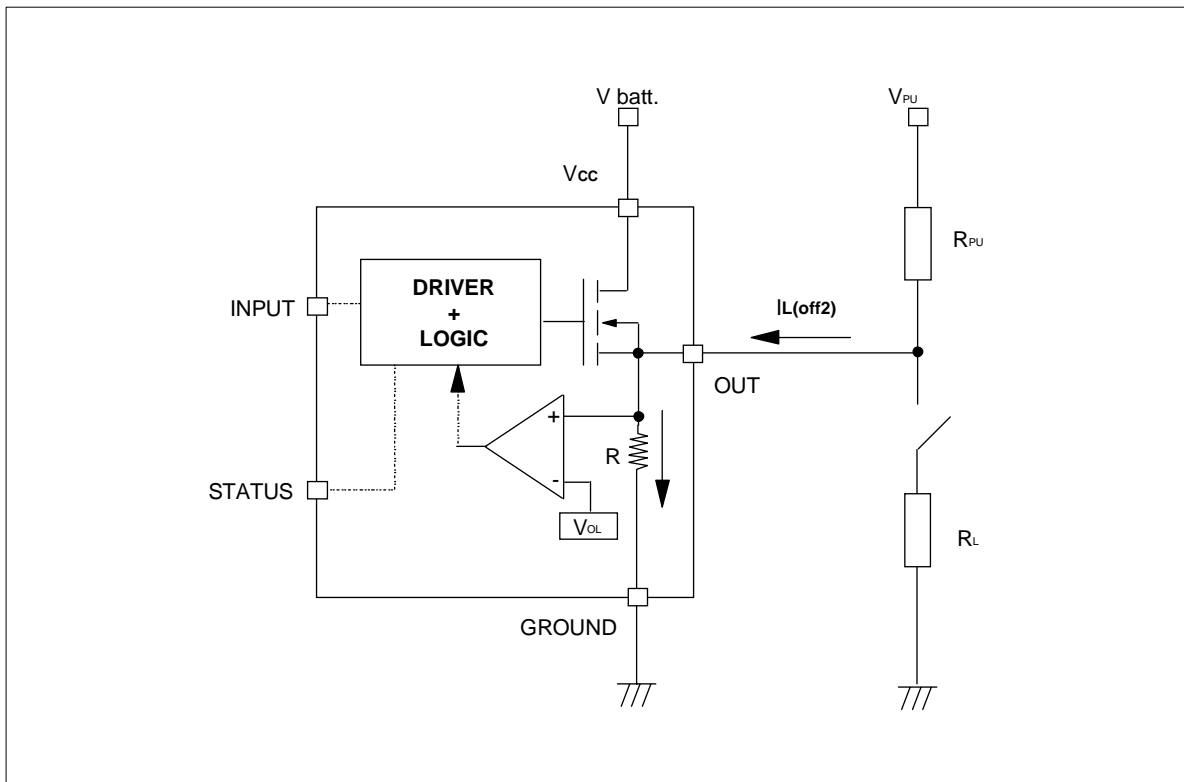 V batt.
VPU
Vcc
RPU
DRIVER
+
LOGIC
INPUT
IL(off2)
OUT
+
R
-
STATUS
VOL
RL
GROUND